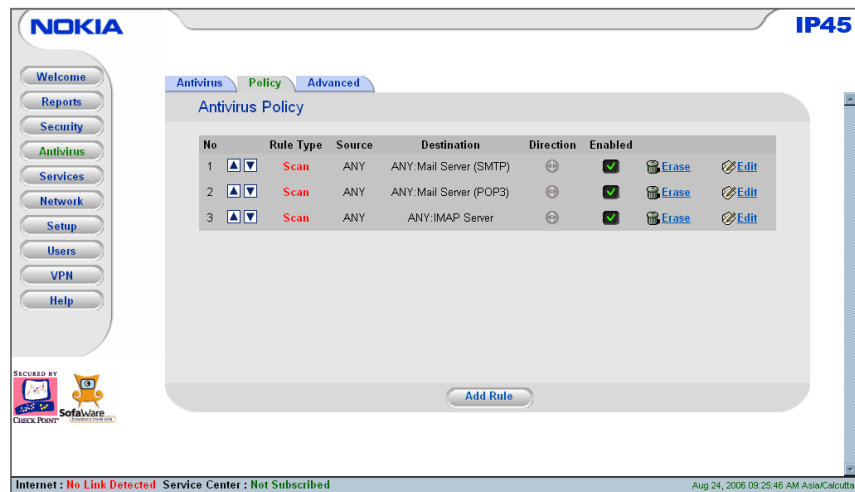 NOKIA
IP45
Welcome
Reports
Security
Antivirus
Services
Network
Setup
Users
VPN
Help
Antivirus Policy Advanced
Antivirus Policy
No Rule Type Source Destination Direction Enabled
1 Scan ANY ANY:Mail Server (SMTP) Erase Edit
2 Scan ANY ANY:Mail Server (POP3) Erase Edit
3 Scan ANY ANY:IMAP Server Erase Edit
Add Rule
SECURED BY
CHECK POINT
SofaWare
Internet : No Link Detected Service Center : Not Subscribed
Aug 24, 2006 09:25:46 AM Asia/Calcutta